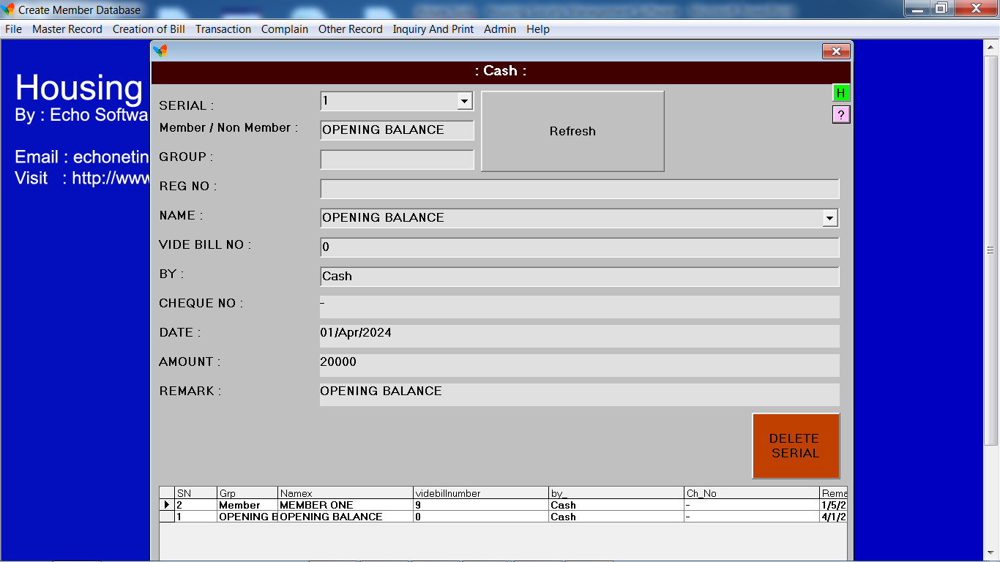 Create Member Database
File Master Record Creation of Bill Transaction Complain Other Record Inquiry And Print Admin Help
Housing
By : Echo Softwa
Email : echonetin
Visit : http://www
: Cash :
H
?
SERIAL : 1
Refresh
Member / Non Member : OPENING BALANCE
GROUP :
REG NO :
NAME : OPENING BALANCE
VIDE BILL NO : 0
BY : Cash
CHEQUE NO : -
DATE : 01/Apr/2024
AMOUNT : 20000
REMARK : OPENING BALANCE
DELETE
SERIAL
SN Grp Namex videbillnumber by_ Ch_No Rema
2 Member MEMBER ONE 9 Cash - 1/5/2
1 OPENING B OPENING BALANCE 0 Cash - 4/1/2